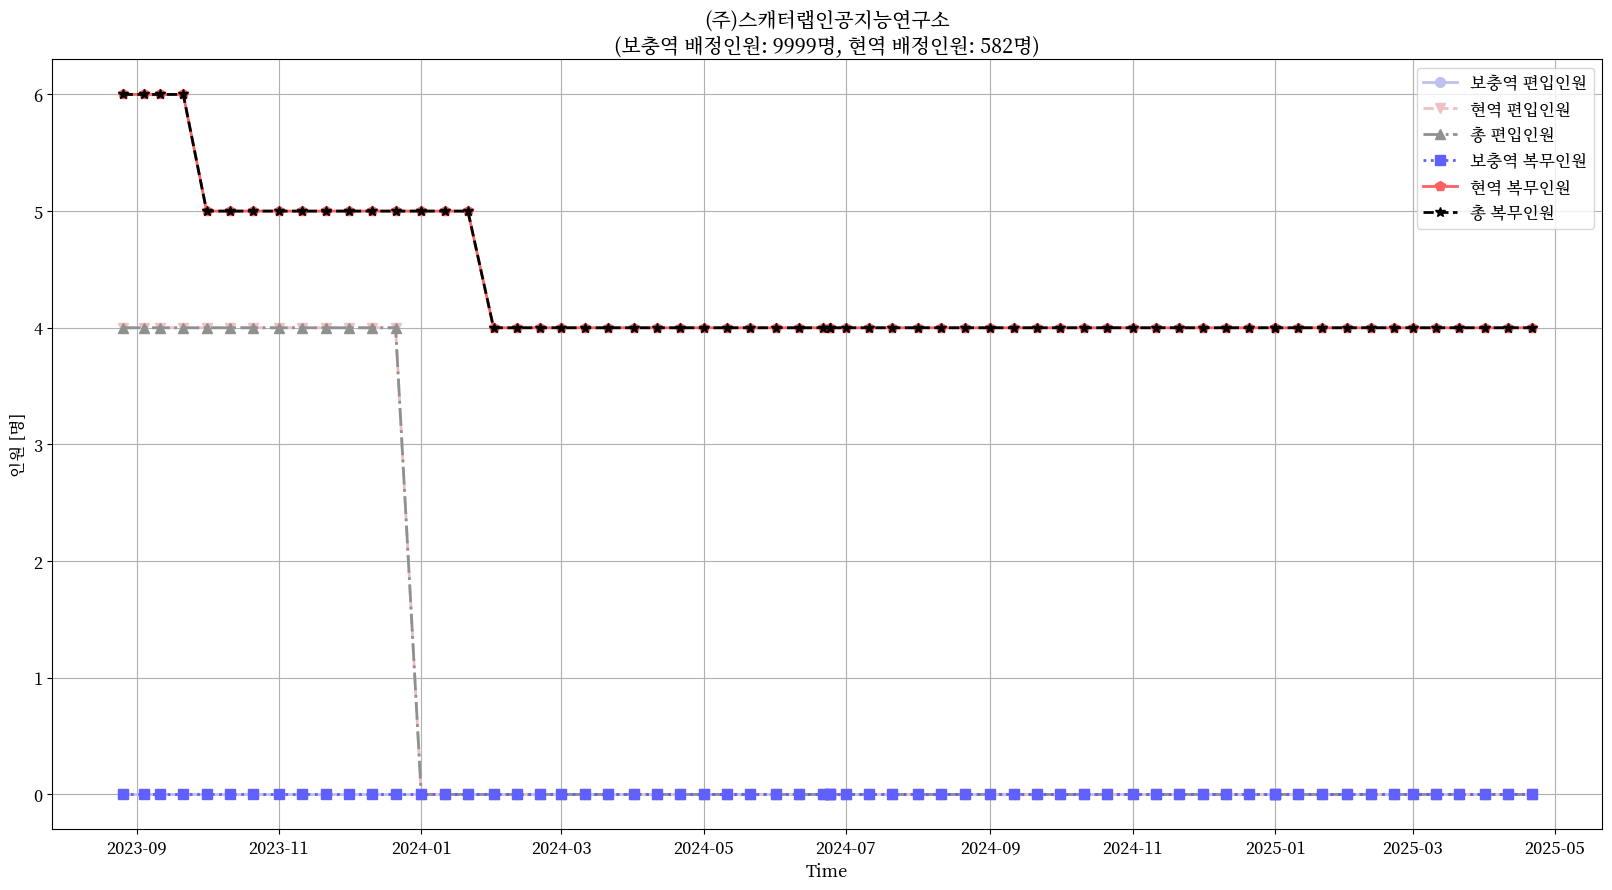 (주)스캐터랩인공지능연구소
(보충역 배정인원: 9999명, 현역 배정인원: 582명)
보충역 편입인원
현역 편입인원
총 편입인원
보충역 복무인원
현역 복무인원
총 복무인원
인원 [명]
6
5
4
3
2
1
0
2023-09
2023-11
2024-01
2024-03
2024-05
2024-07
2024-09
2024-11
2025-01
2025-03
2025-05
Time